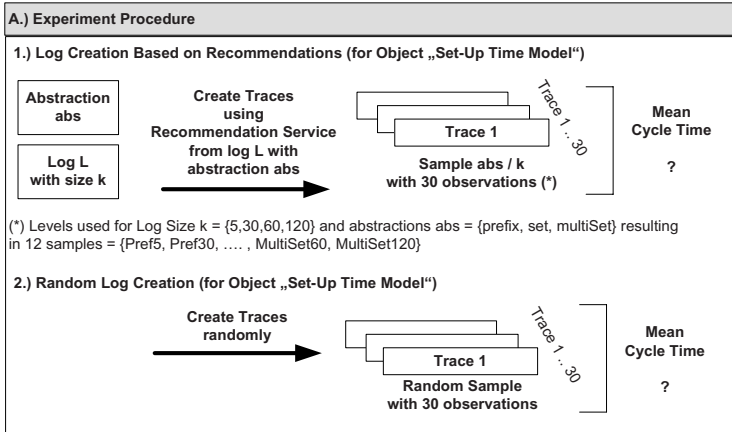 A.) Experiment Procedure
1.) Log Creation Based on Recommendations (for Object „Set-Up Time Model“)
Abstraction
abs
Log L
with size k
Create Traces
using
Recommendation Service
from log L with
abstraction abs
Trace 1
Trace 1 .. 30
Sample abs / k
with 30 observations (*)
Mean
Cycle Time
?
(*) Levels used for Log Size k = {5,30,60,120} and abstractions abs = {prefix, set, multiSet} resulting
in 12 samples = {Pref5, Pref30, .... , MultiSet60, MultiSet120}
2.) Random Log Creation (for Object „Set-Up Time Model“)
Create Traces
randomly
Trace 1
Trace 1 .. 30
Random Sample
with 30 observations
Mean
Cycle Time
?